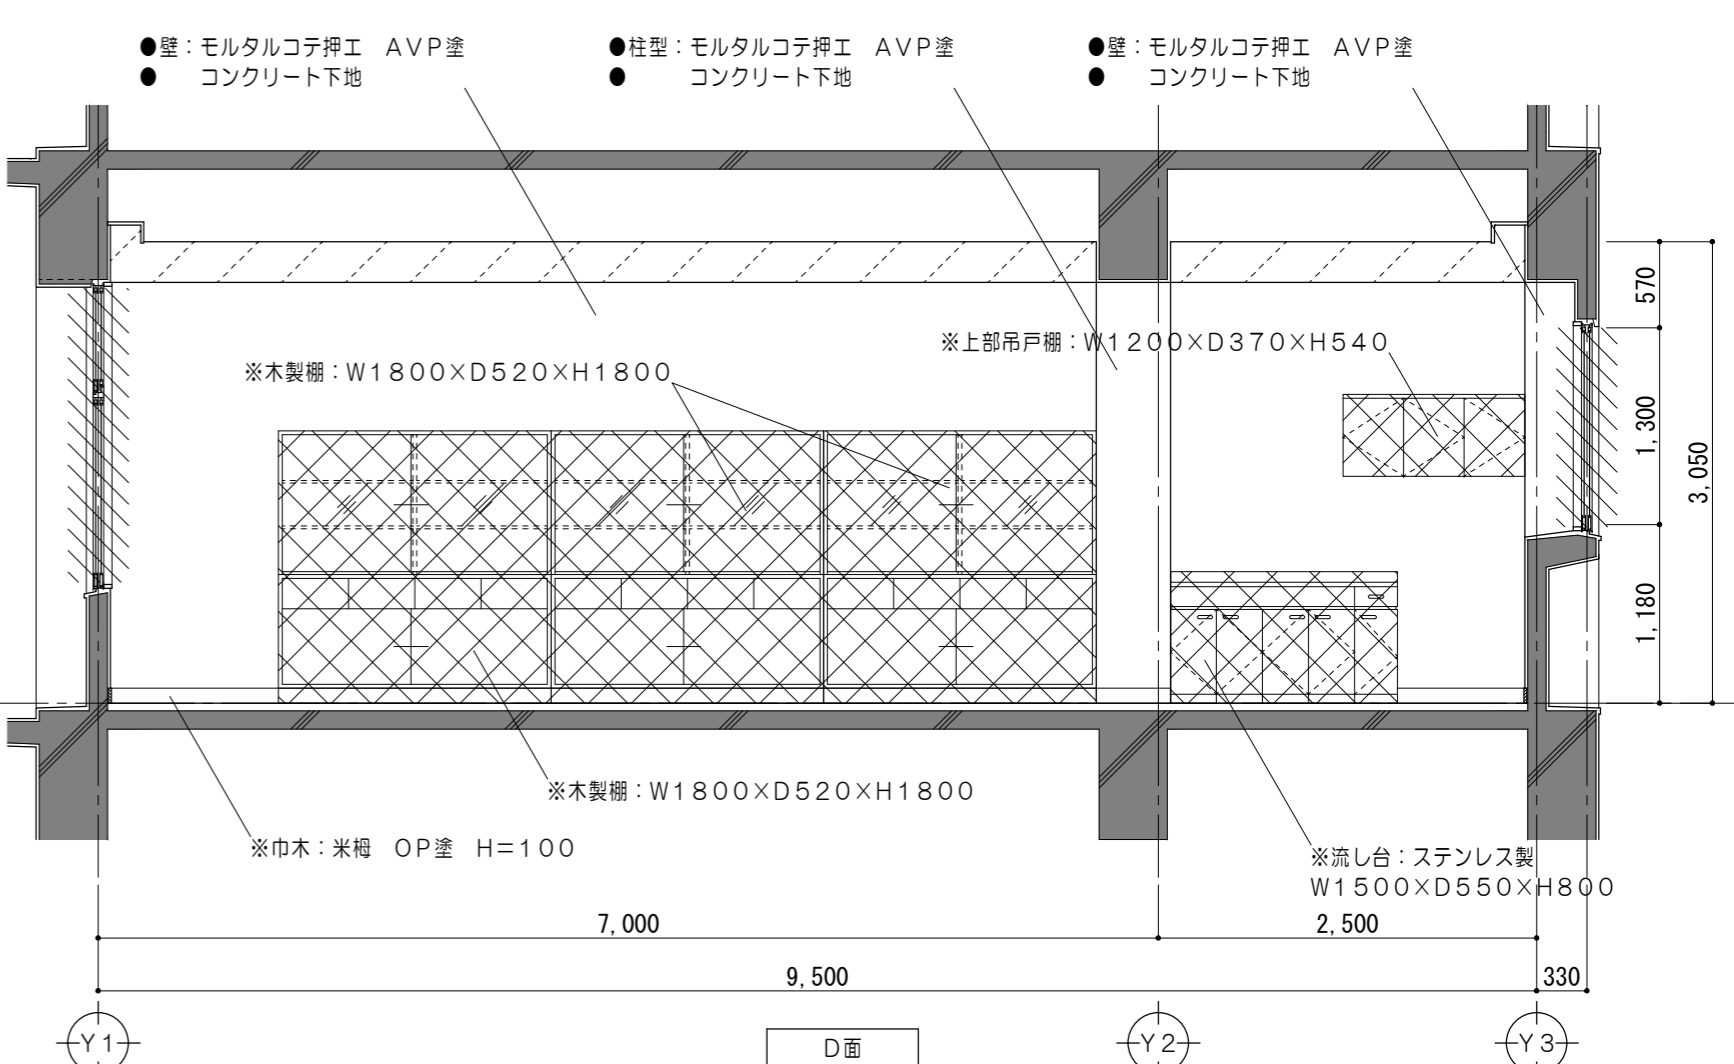 ●壁：モルタルコテ押エ　ＡＶＰ塗
●　　コンクリート下地
●柱型：モルタルコテ押エ　ＡＶＰ塗
●　　　コンクリート下地
●壁：モルタルコテ押エ　ＡＶＰ塗
●　　コンクリート下地
※木製棚：Ｗ１８００×Ｄ５２０×Ｈ１８００
※上部吊戸棚：Ｗ１２００×Ｄ３７０×Ｈ５４０
570
1,300
1,180
3,050
※木製棚：Ｗ１８００×Ｄ５２０×Ｈ１８００
※巾木：米栂　ＯＰ塗　Ｈ＝１００
※流し台：ステンレス製
Ｗ１５００×Ｄ５５０×Ｈ８００
7,000
2,500
9,500
330
Ｙ１
Ｄ面
Ｙ２
Ｙ３